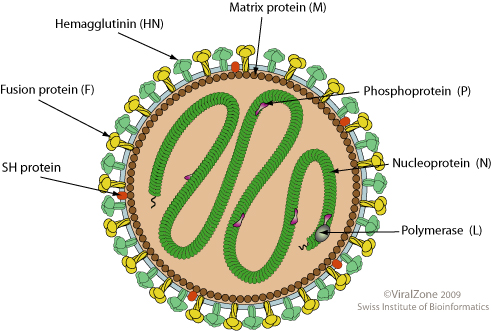 Matrix protein (M)
Hemagglutinin (HN)
Fusion protein (F)
Phosphoprotein (P)
SH protein
Nucleoprotein (N)
Polymerase (L)
©ViralZone 2009
Swiss Institute of Bioinformatics